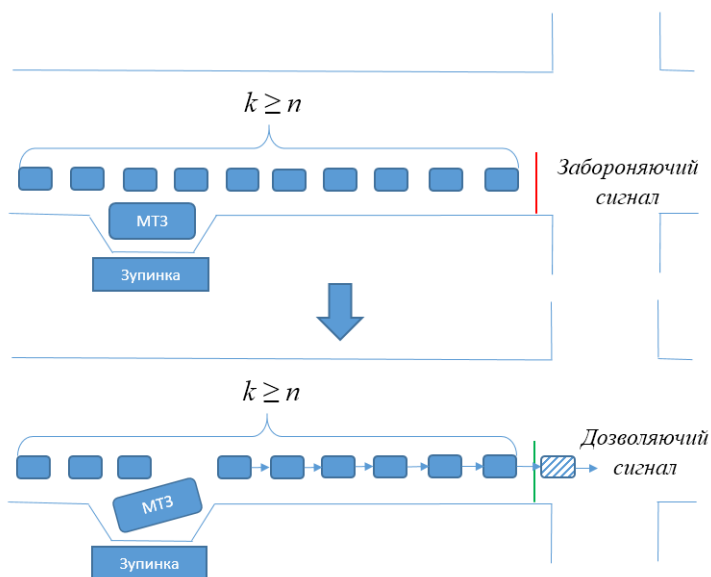 k ≥ n
Забороняючий
сигнал
МТЗ
Зупинка
k ≥ n
Дозволяючий
сигнал
МТЗ
Зупинка